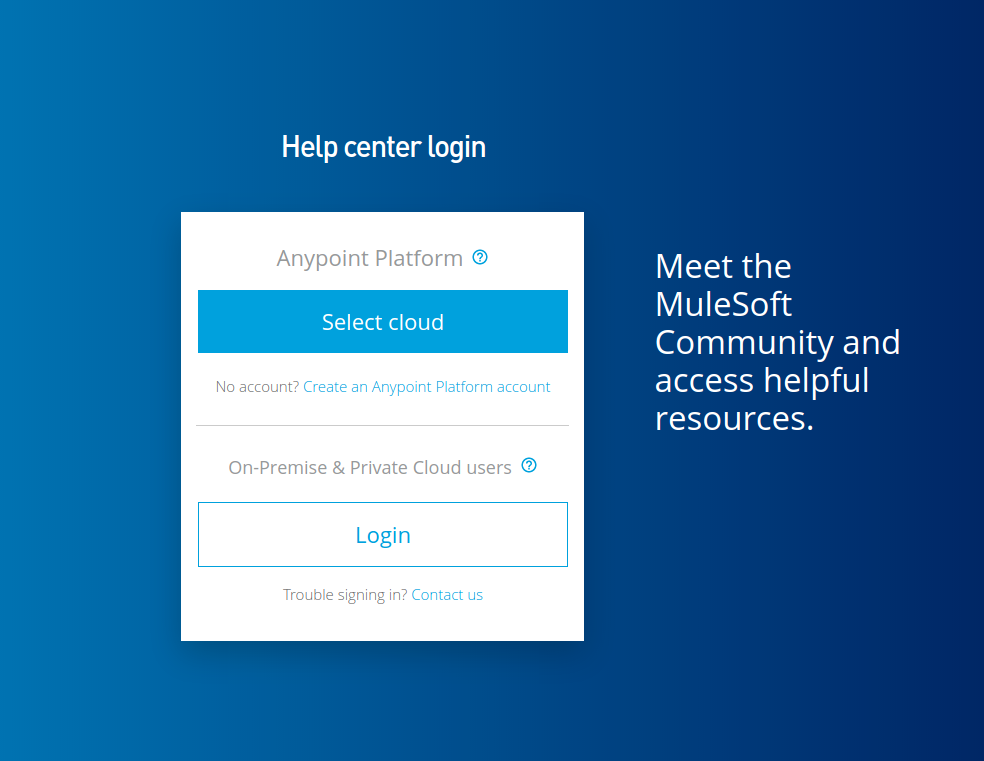 Help center login
Anypoint Platform
Select cloud
No account? Create an Anypoint Platform account
On-Premise & Private Cloud users
Login
Trouble signing in? Contact us
Meet the
MuleSoft
Community and
access helpful
resources.